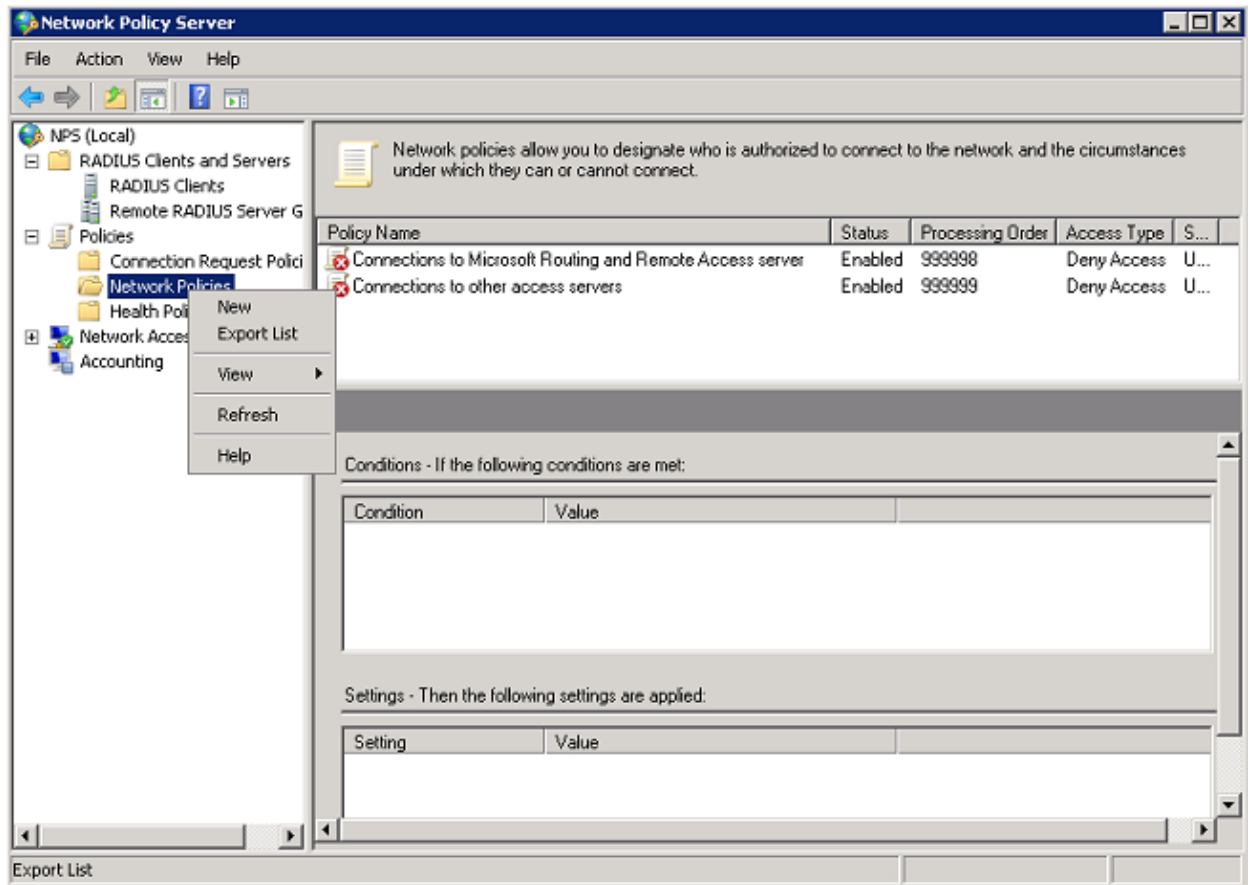 Network Policy Server
File Action View Help
NPS (Local)
RADIUS Clients and Servers
RADIUS Clients
Remote RADIUS Server G
Policies
Connection Request Polici
Network Policies
Health Poli
Network Acces
Accounting
New
Export List
View
Refresh
Help
Network policies allow you to designate who is authorized to connect to the network and the circumstances
under which they can or cannot connect.
Policy Name Status Processing Order Access Type S...
Connections to Microsoft Routing and Remote Access server Enabled 999998 Deny Access U...
Connections to other access servers Enabled 999999 Deny Access U...
Conditions - If the following conditions are met:
Condition Value
Settings - Then the following settings are applied:
Setting Value
Export List